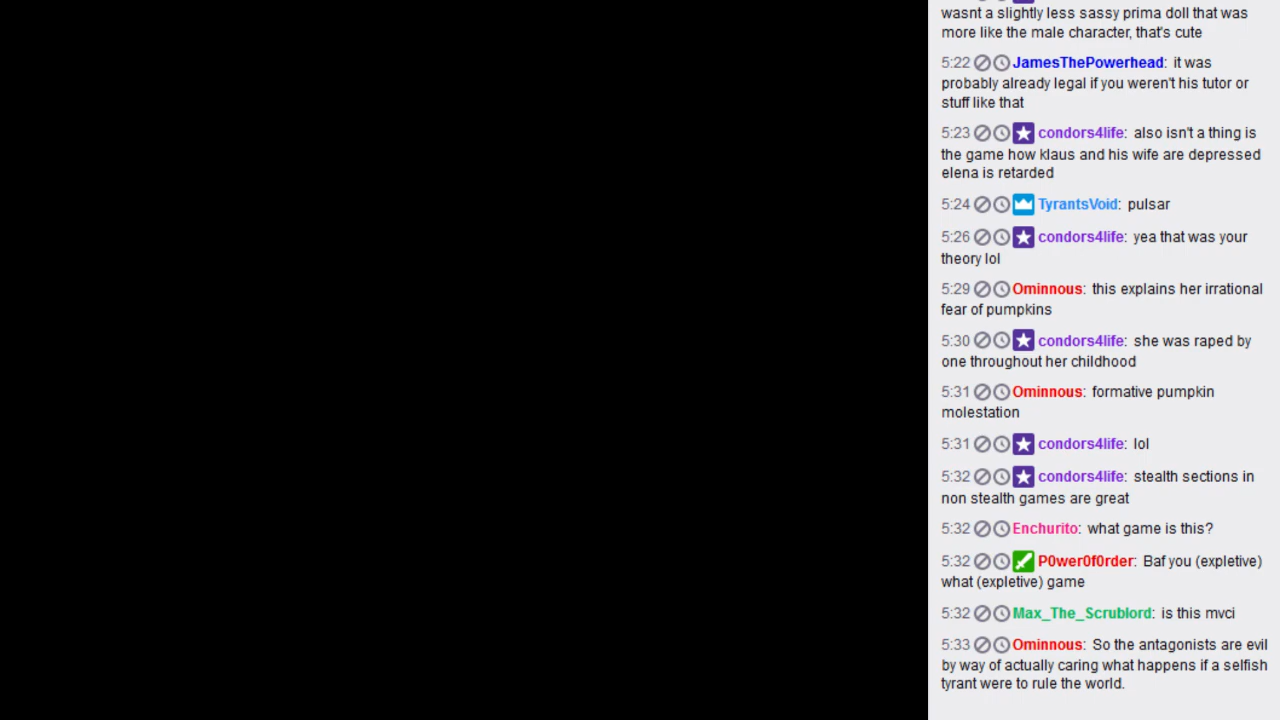 wasnt a slightly less sassy prima doll that was
more like the male character, that's cute
5:22 JamesThePowerhead: it was
probably already legal if you weren't his tutor or
stuff like that
5:23 condors4life: also isn't a thing is
the game how klaus and his wife are depressed
elena is retarded
5:24 TyrantsVoid: pulsar
5:26 condors4life: yea that was your
theory lol
5:29 Ominnous: this explains her irrational
fear of pumpkins
5:30 condors4life: she was raped by
one throughout her childhood
5:31 Ominnous: formative pumpkin
molestation
5:31 condors4life: lol
5:32 condors4life: stealth sections in
non stealth games are great
5:32 Enchurito: what game is this?
5:32 P0wer0f0rder: Baf you (expletive)
what (expletive) game
5:32 Max_The_Scrublord: is this mvci
5:33 Ominnous: So the antagonists are evil
by way of actually caring what happens if a selfish
tyrant were to rule the world.